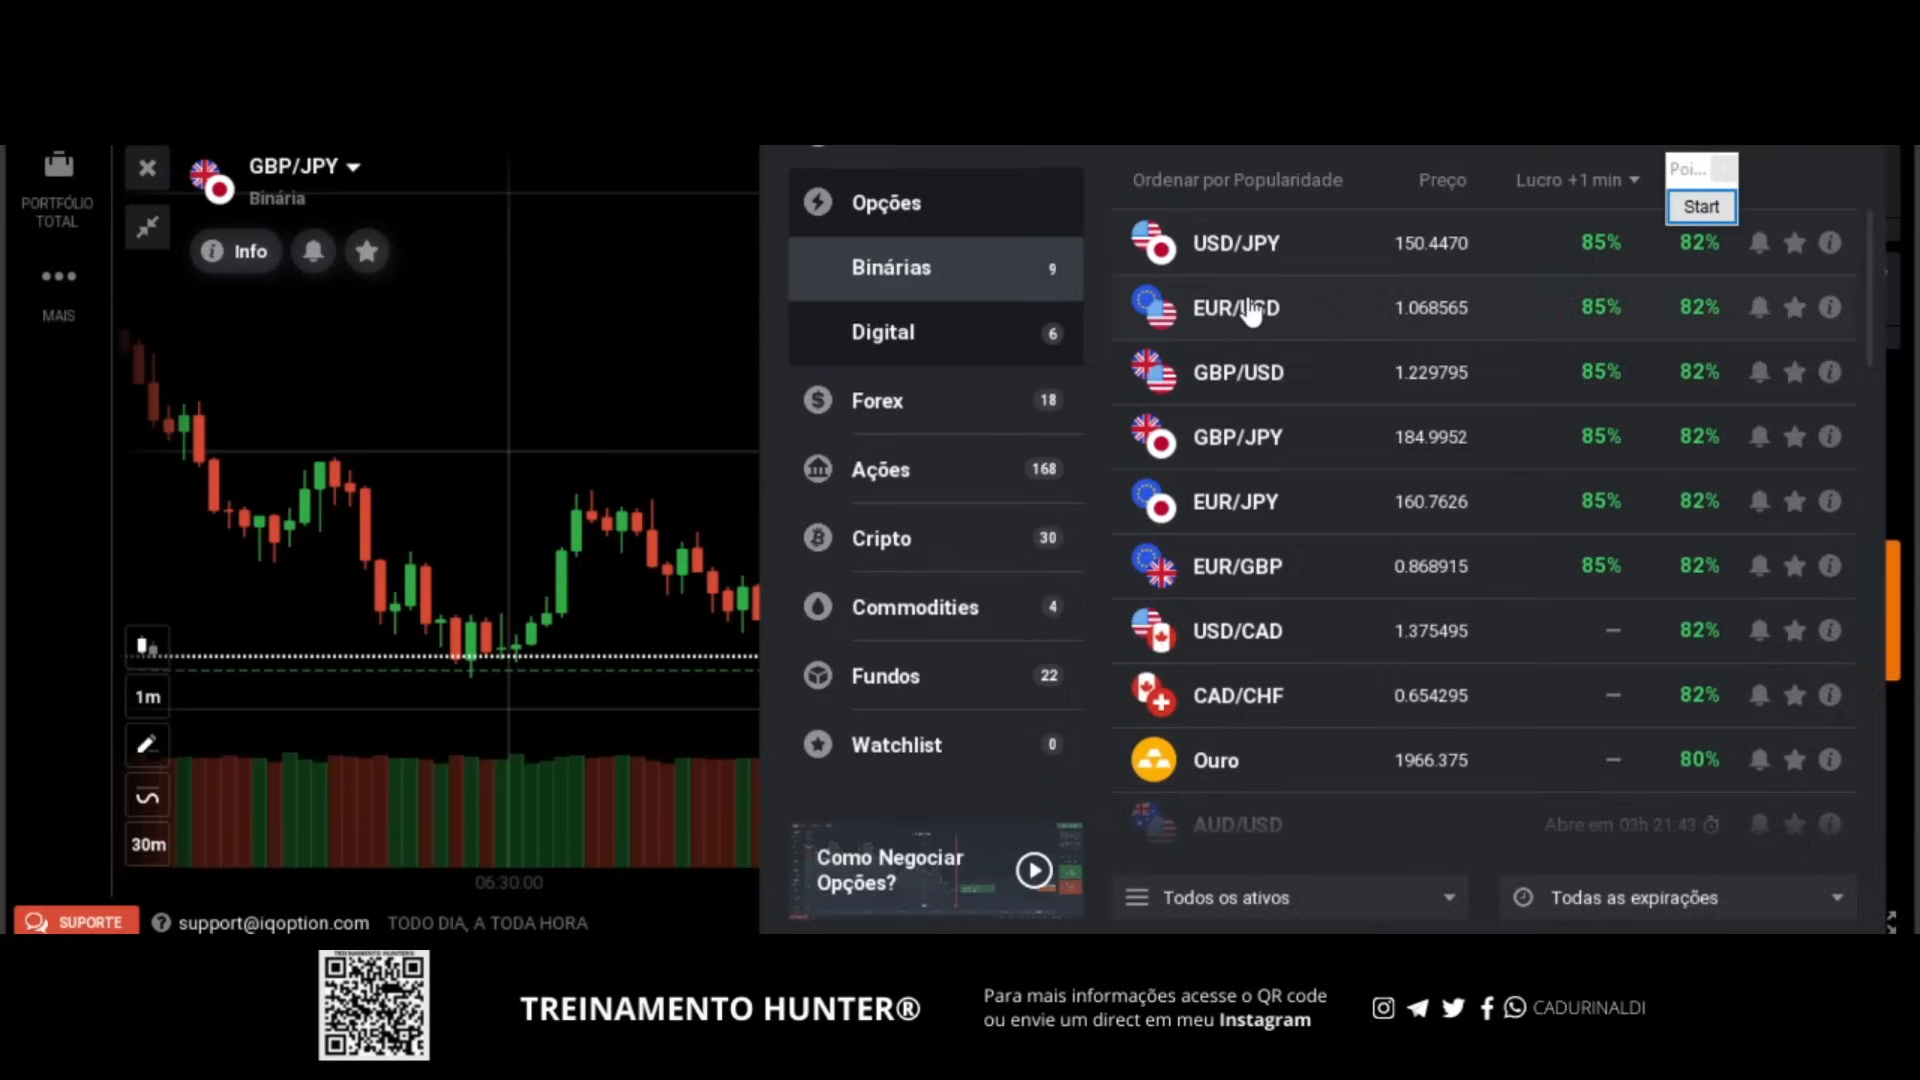 PORTFÓLIO
TOTAL
MAIS
GBP/JPY
Binária
Info
1m
30m
06:30:00
Opções
Binárias 9
Digital 6
Forex 18
Ações 168
Cripto 30
Commodities 4
Fundos 22
Watchlist 0
Como Negociar
Opções?
Ordenar por Popularidade Preço Lucro +1 min
Poi...
Start
USD/JPY 150.4470 85% 82%
EUR/USD 1.068565 85% 82%
GBP/USD 1.229795 85% 82%
GBP/JPY 184.9952 85% 82%
EUR/JPY 160.7626 85% 82%
EUR/GBP 0.868915 85% 82%
USD/CAD 1.375495 — 82%
CAD/CHF 0.654295 — 82%
Ouro 1966.375 — 80%
AUD/USD Abre em 03h 21:43
Todos os ativos Todas as expirações
SUPORTE support@iqoption.com TODO DIA, A TODA HORA
TREINAMENTO HUNTER®
Para mais informações acesse o QR code
ou envie um direct em meu Instagram
CADURINALDI